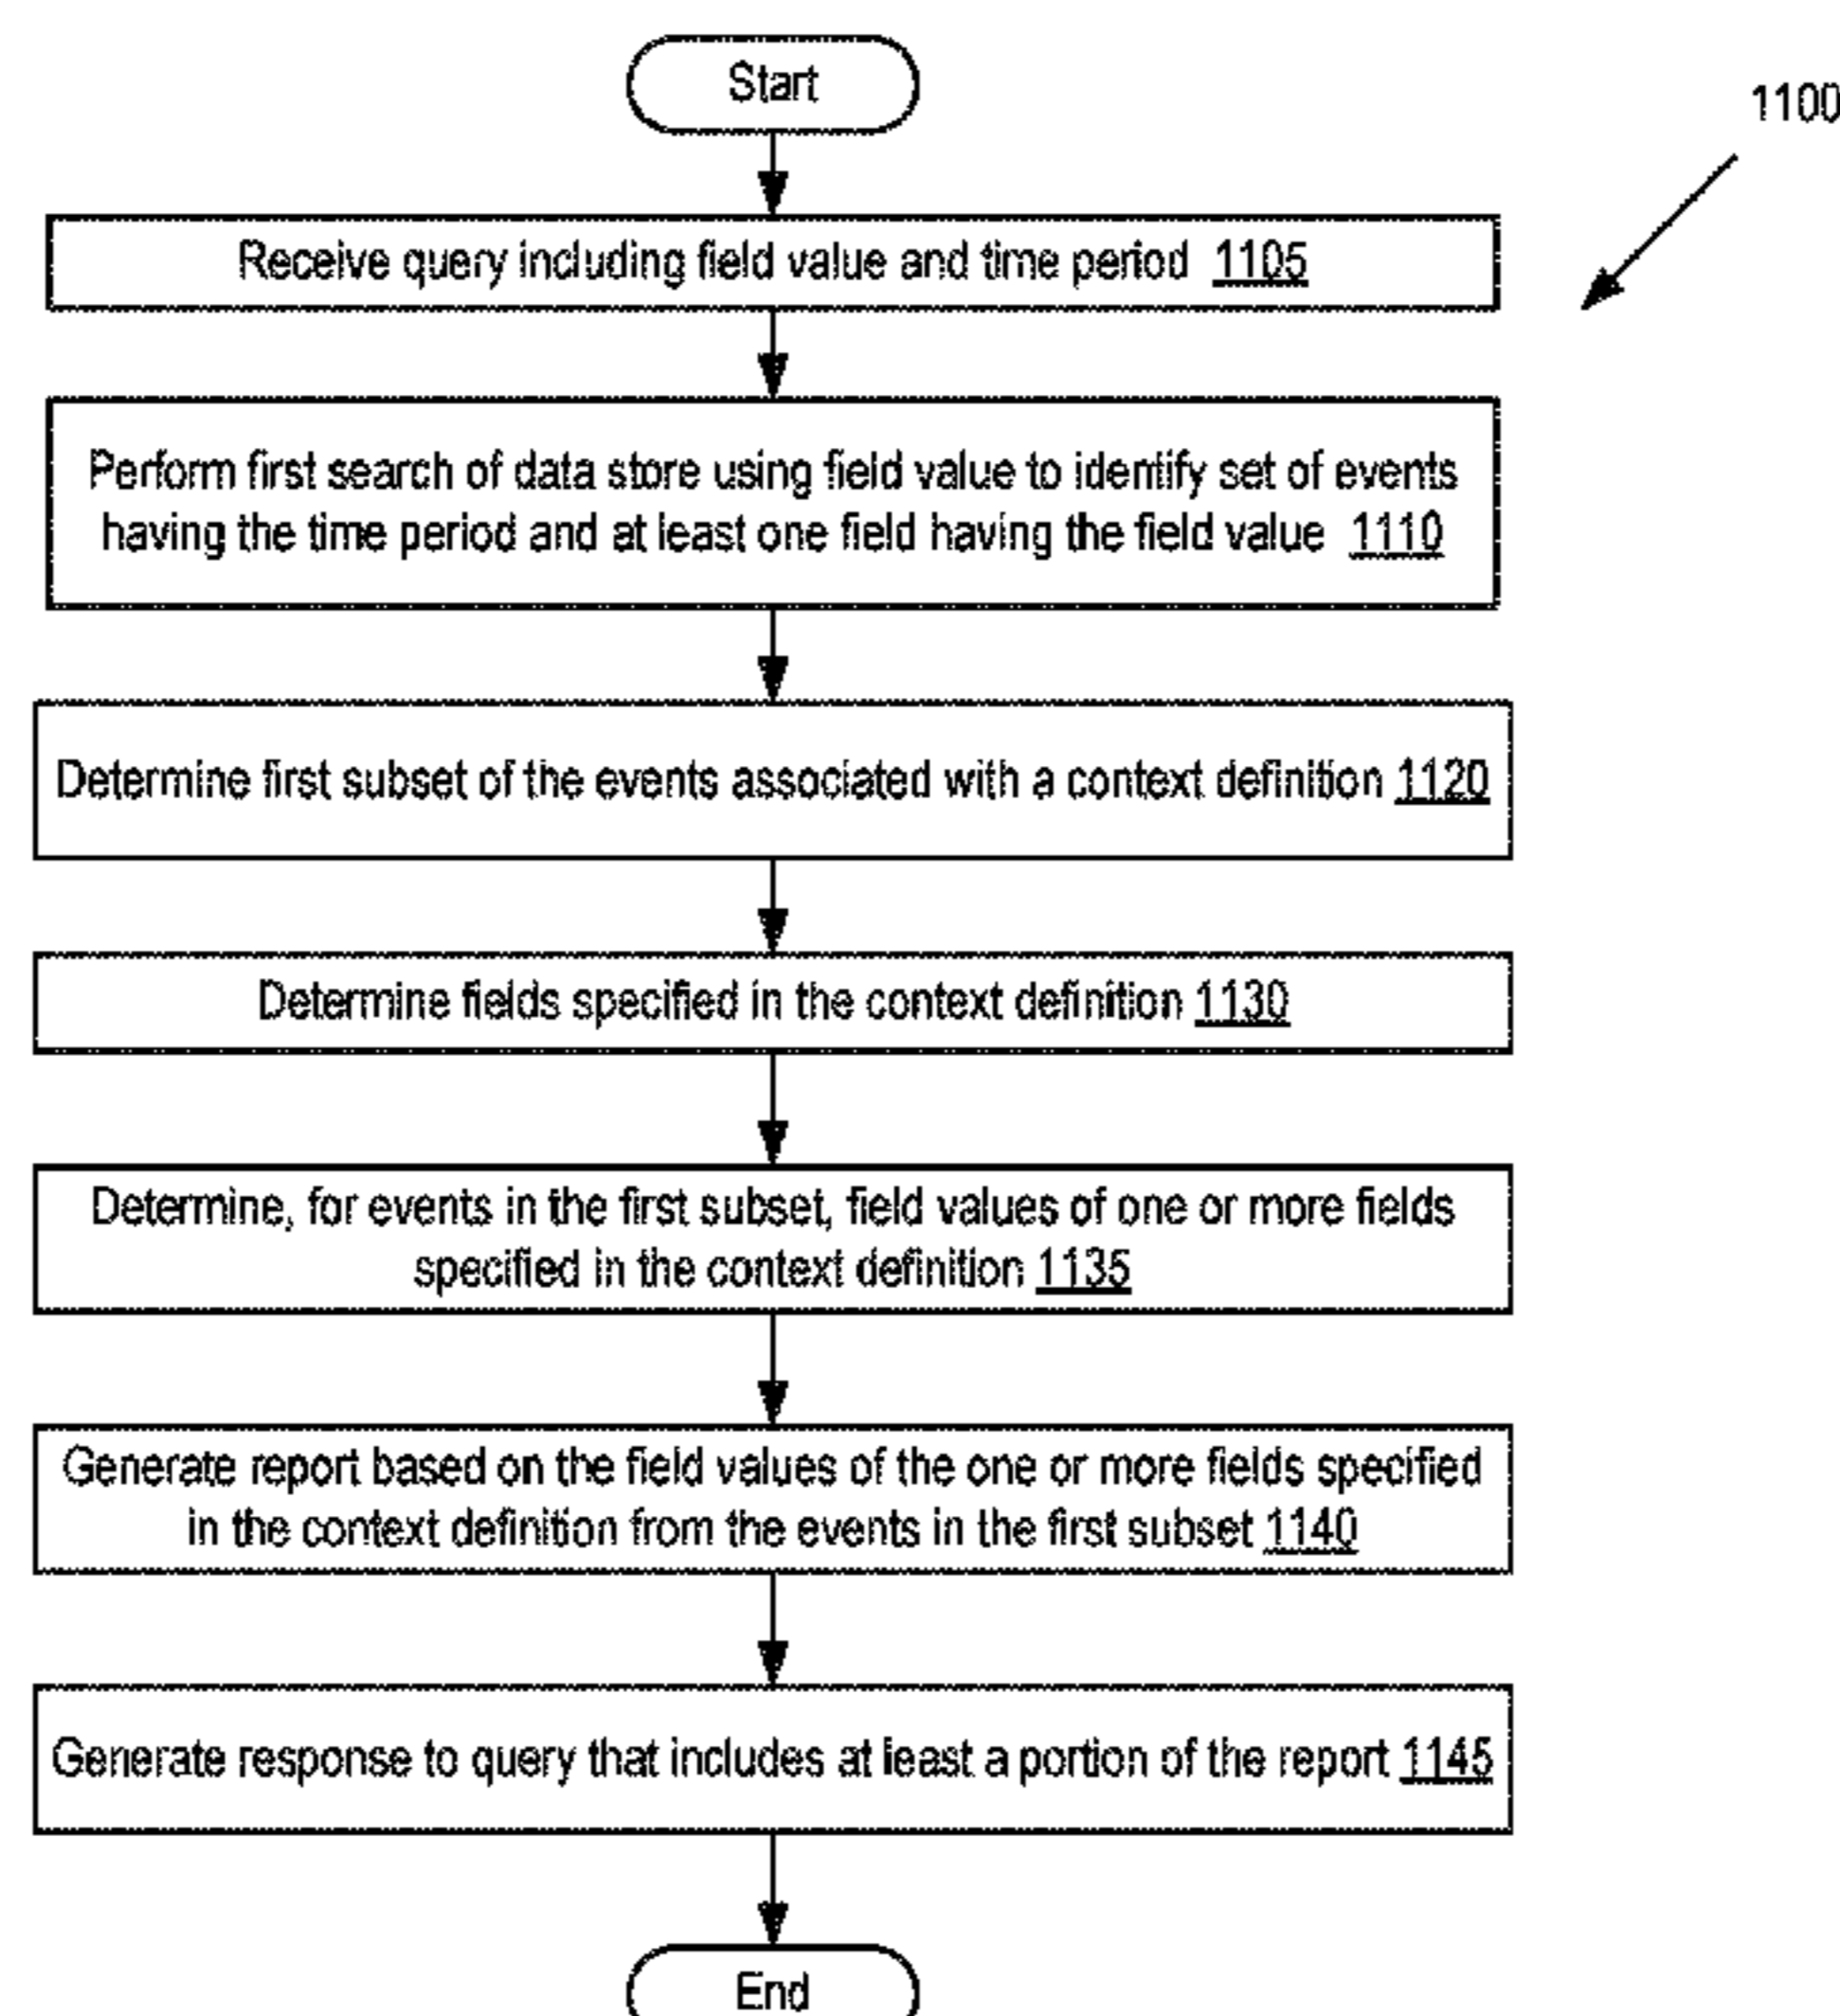 Start
1100
Receive query including field value and time period 1105
Perform first search of data store using field value to identify set of events
having the time period and at least one field having the field value 1110
Determine first subset of the events associated with a context definition 1120
Determine fields specified in the context definition 1130
Determine, for events in the first subset, field values of one or more fields
specified in the context definition 1135
Generate report based on the field values of the one or more fields specified
in the context definition from the events in the first subset 1140
Generate response to query that includes at least a portion of the report 1145
End